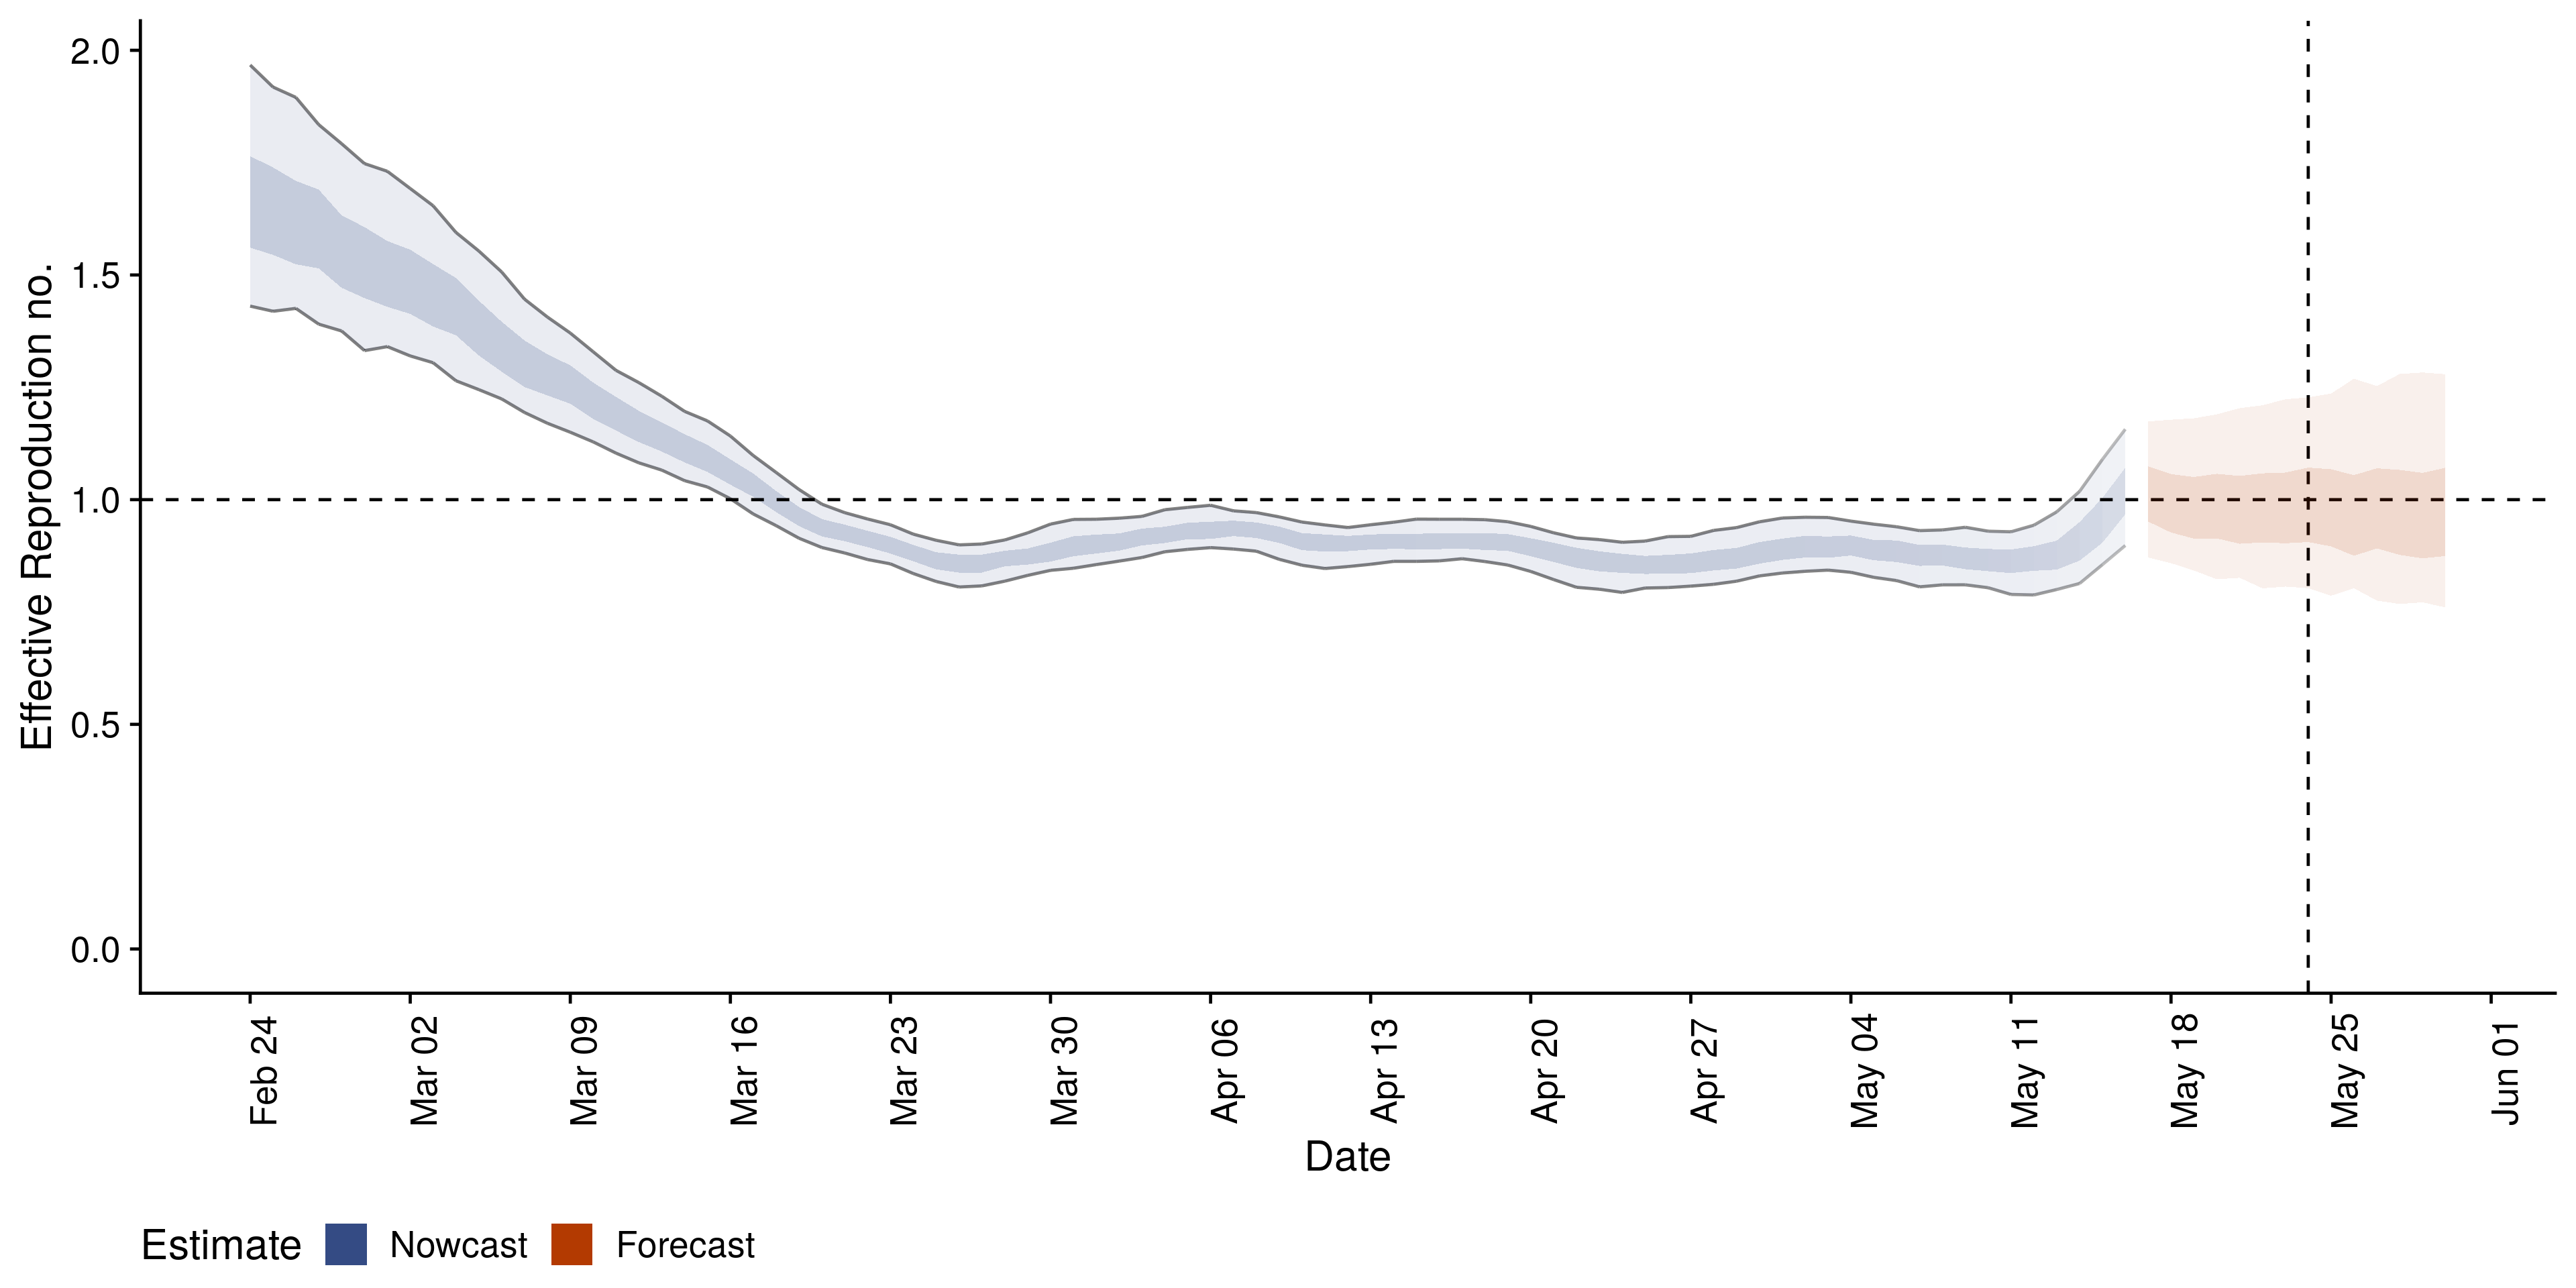 Effective Reproduction no.
2.0
1.5
1.0
0.5
0.0
Feb 24
Mar 02
Mar 09
Mar 16
Mar 23
Mar 30
Apr 06
Apr 13
Apr 20
Apr 27
May 04
May 11
May 18
May 25
Jun 01
Date
Estimate Nowcast Forecast